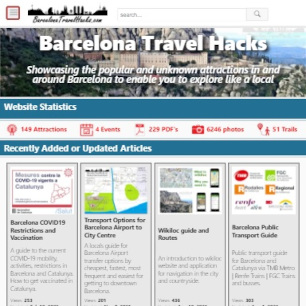 BarcelonaTravelHacks.com
search...
Barcelona Travel Hacks
Showcasing the popular and unknown attractions in and
around Barcelona to enable you to explore like a local
Website Statistics
149 Attractions
4 Events
229 PDF's
6246 photos
51 Trails
Recently Added or Updated Articles
Mesures contra la
COVID-19 vigents a
Catalunya
Barcelona COVID19
Restrictions and
Vaccination
A guide to the current
COVID-19 mobility,
activities, restrictions in
Barcelona and Catalunya.
How to get vaccinated in
Catalunya.
Views: 253
Transport Options for
Barcelona Airport to
City Centre
A locals guide for
Barcelona Airport
transfer options by
cheapest, fastest, most
frequent and easiest for
getting to downtown
Barcelona.
Views: 291
Wikiloc guide and
Routes
An introduction to wikiloc
website and application
for navigation in the city
and countryside.
Views: 430
FGC
Rodalies
renfe
Barcelona Public
Transport Guide
Public transport guide
for Barcelona and
Catalunya via TMB Metro
| Renfe Trains | FGC Trains
and buses.
Views: 303